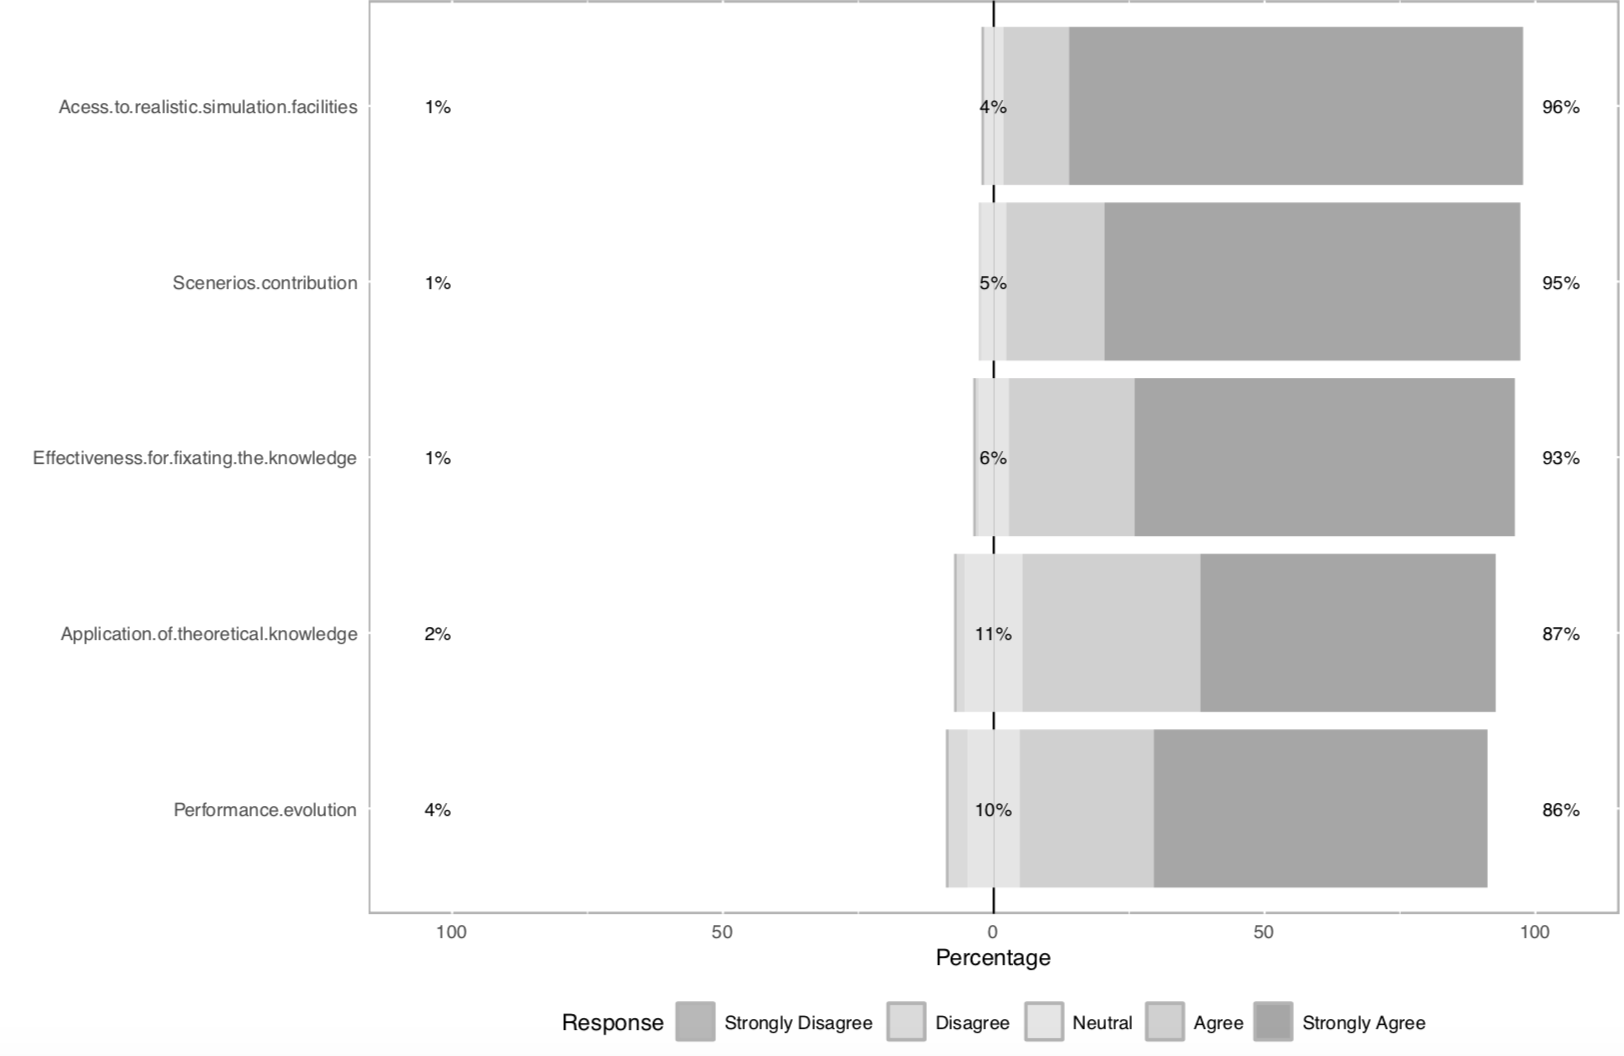 Acess.to.realistic.simulation.facilities 1% 4% 96%
Scenerios.contribution 1% 5% 95%
Effectiveness.for.fixating.the.knowledge 1% 6% 93%
Application.of.theoretical.knowledge 2% 11% 87%
Performance.evolution 4% 10% 86%
100 50 0 50 100
Percentage
Response Strongly Disagree Disagree Neutral Agree Strongly Agree